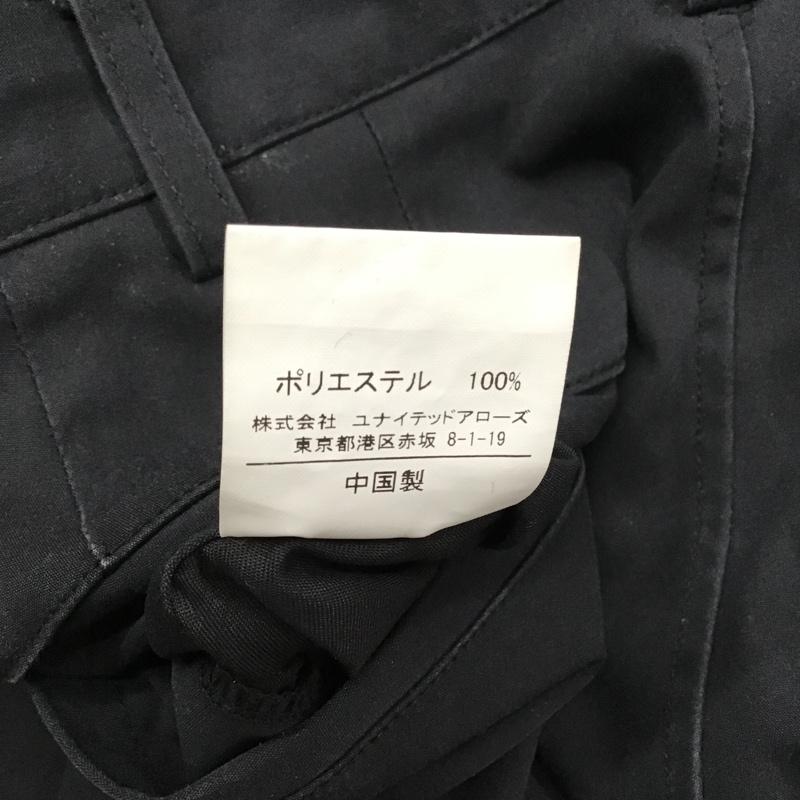 ポリエステル 100%
株式会社 ユナイテッドアローズ
東京都港区赤坂 8-1-19
中国製